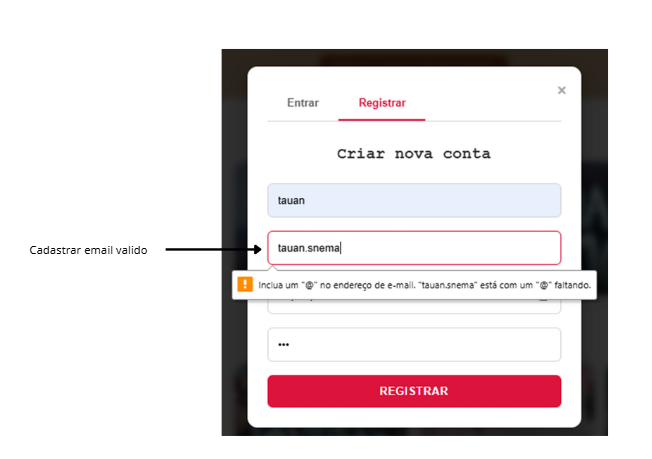 ×
Entrar Registrar
Criar nova conta
tauan
Cadastrar email valido
tauan.snema
! Inclua um "@" no endereço de e-mail. "tauan.snema" está com um "@" faltando.
•••
REGISTRAR